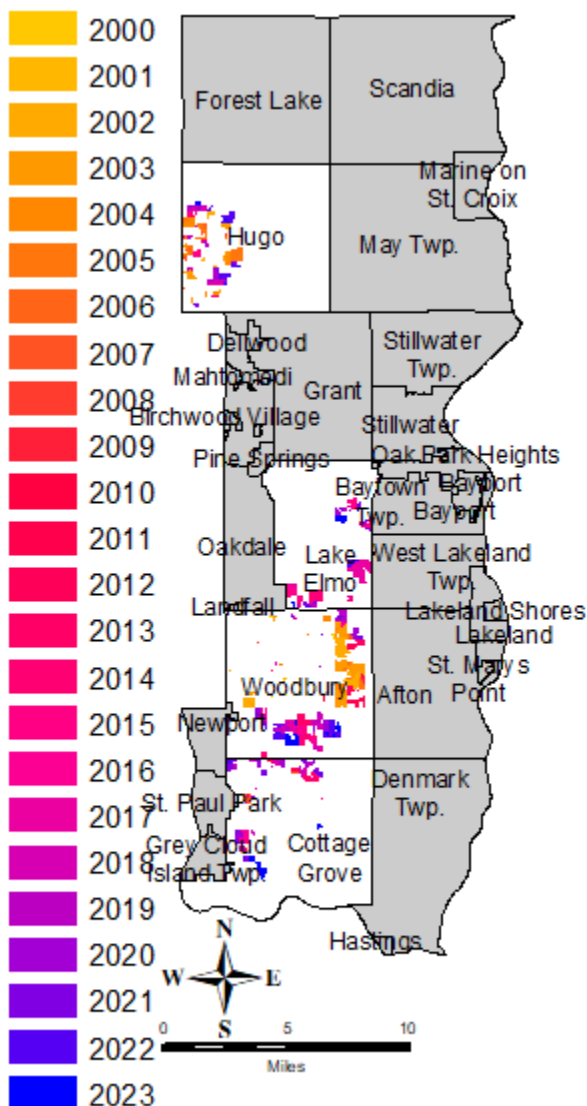 2000
2001
2002
2003
2004
2005
2006
2007
2008
2009
2010
2011
2012
2013
2014
2015
2016
2017
2018
2019
2020
2021
2022
2023
Forest Lake
Scandia
Marine on
St. Croix
Hugo
May Twp.
Dellwood
Stillwater
Twp.
Mahtomedi
Grant
Birchwood Village
Stillwater
Pine Springs
Oak Park Heights
Baytown
Twp.
Bayport
Bayport
Oakdale
Lake
Elmo
West Lakeland
Twp.
Landfall
Lakeland Shores
Lakeland
St. Marys
Point
Woodbury
Afton
Newport
Denmark
Twp.
St. Paul Park
Grey Cloud
Island Twp.
Cottage
Grove
Hastings
N
W
E
S
0
5
10
Miles